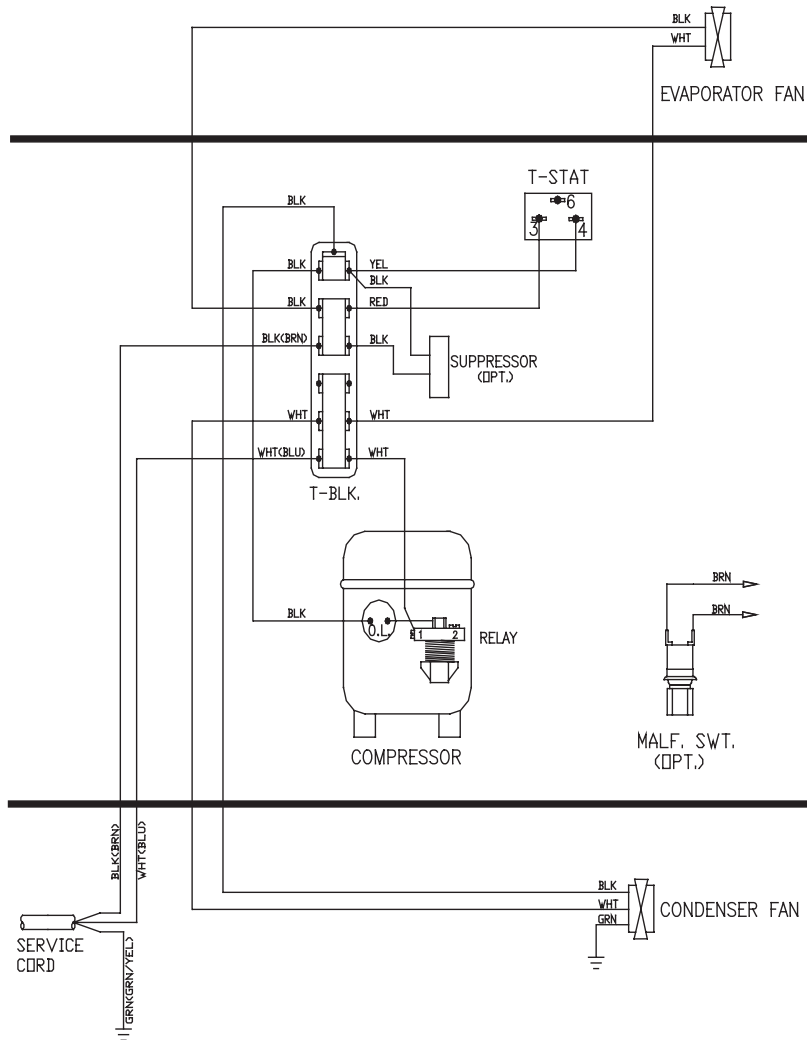 BLK
WHT
EVAPORATOR FAN
T-STAT
6
3
4
BLK
BLK
YEL
BLK
BLK
RED
BLK(BRN)
BLK
SUPPRESSOR
(OPT.)
WHT
WHT
WHT(BLU)
WHT
T-BLK.
BLK
O.L.
1
2
RELAY
COMPRESSOR
BRN
BRN
MALF. SWT.
(OPT.)
BLK(BRN)
WHT(BLU)
BLK
WHT
GRN
CONDENSER FAN
SERVICE
CORD
GRN(GRN/YEL)